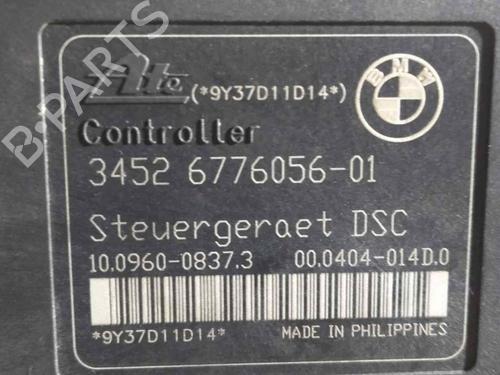 Ate (*9Y37D11D14*) BMW
Controller
3452 6776056-01
Steuergeraet DSC
10.0960-0837.3 00.0404-014D.0
*9Y37D11D14* MADE IN PHILIPPINES
B-PARTS